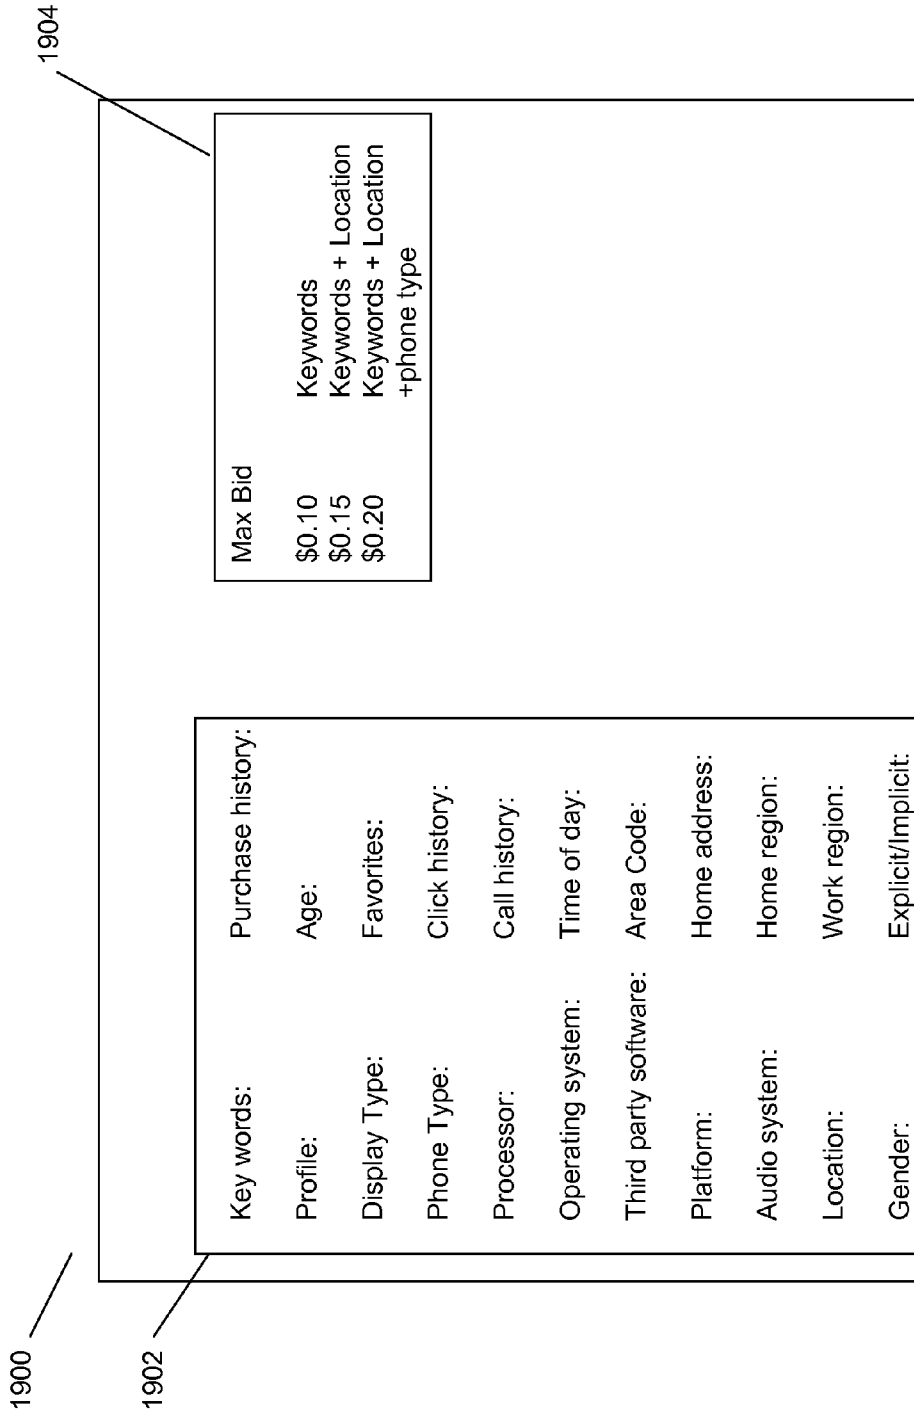 1900
1902
Key words:
Profile:
Display Type:
Phone Type:
Processor:
Operating system:
Third party software:
Platform:
Audio system:
Location:
Gender:
Purchase history:
Age:
Favorites:
Click history:
Call history:
Time of day:
Area Code:
Home address:
Home region:
Work region:
Explicit/Implicit:
1904
Max Bid
$0.10 Keywords
$0.15 Keywords + Location
$0.20 Keywords + Location
+phone type